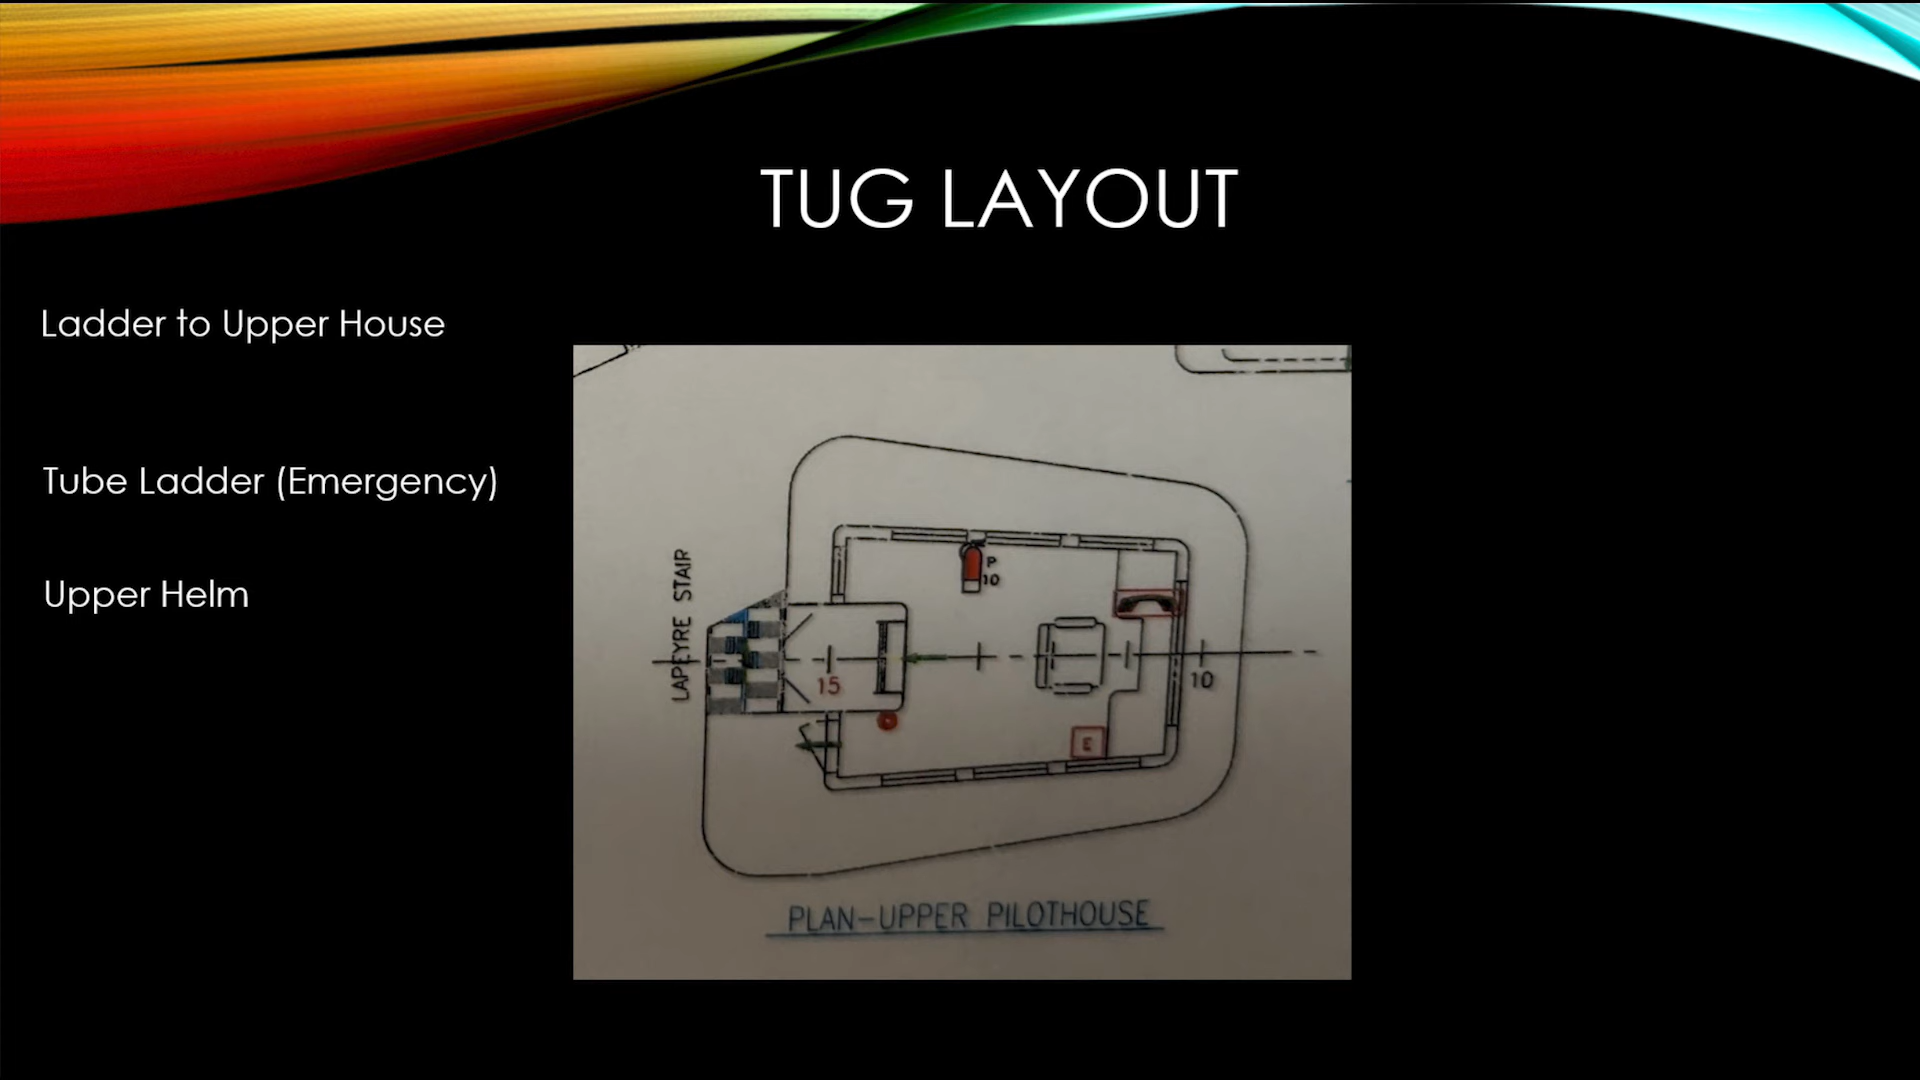 TUG LAYOUT
Ladder to Upper House
Tube Ladder (Emergency)
Upper Helm
LAPEYRE STAIR
P
10
15
10
E
PLAN-UPPER PILOTHOUSE